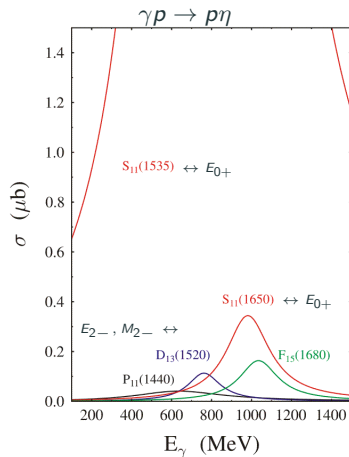 γp → pη
1.4
1.2
1.0
0.8
0.6
0.4
0.2
0.0
σ (μb)
S₁₁(1535) ↔ E₀₊
S₁₁(1650) ↔ E₀₊
E₂₋ , M₂₋ ↔
D₁₃(1520) F₁₅(1680)
P₁₁(1440)
200 400 600 800 1000 1200 1400
E_γ (MeV)